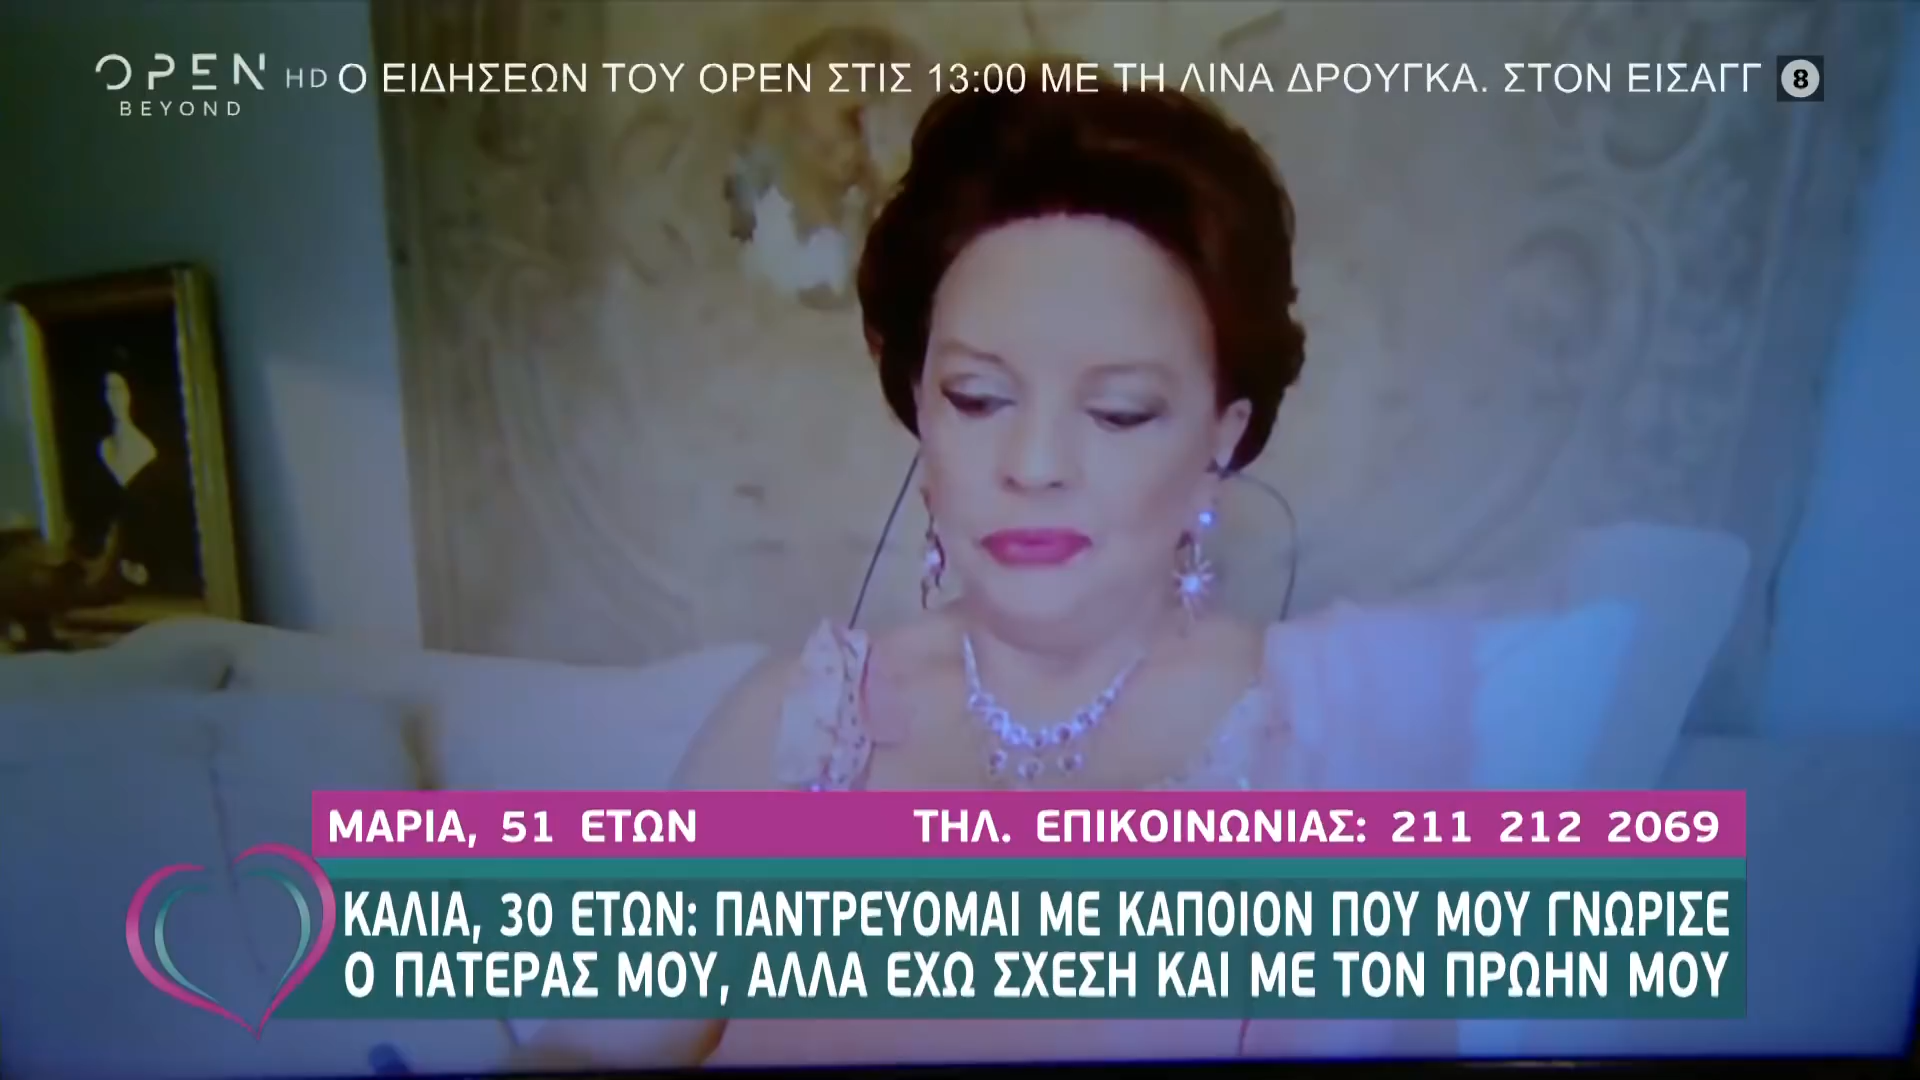 OPEN HD Ο ΕΙΔΗΣΕΩΝ ΤΟΥ OPEN ΣΤΙΣ 13:00 ΜΕ ΤΗ ΛΙΝΑ ΔΡΟΥΓΚΑ. ΣΤΟΝ ΕΙΣΑΓΓ 8
BEYOND
ΜΑΡΙΑ, 51 ΕΤΩΝ ΤΗΛ. ΕΠΙΚΟΙΝΩΝΙΑΣ: 211 212 2069
ΚΑΛΙΑ, 30 ΕΤΩΝ: ΠΑΝΤΡΕΥΟΜΑΙ ΜΕ ΚΑΠΟΙΟΝ ΠΟΥ ΜΟΥ ΓΝΩΡΙΣΕ
Ο ΠΑΤΕΡΑΣ ΜΟΥ, ΑΛΛΑ ΕΧΩ ΣΧΕΣΗ ΚΑΙ ΜΕ ΤΟΝ ΠΡΩΗΝ ΜΟΥ